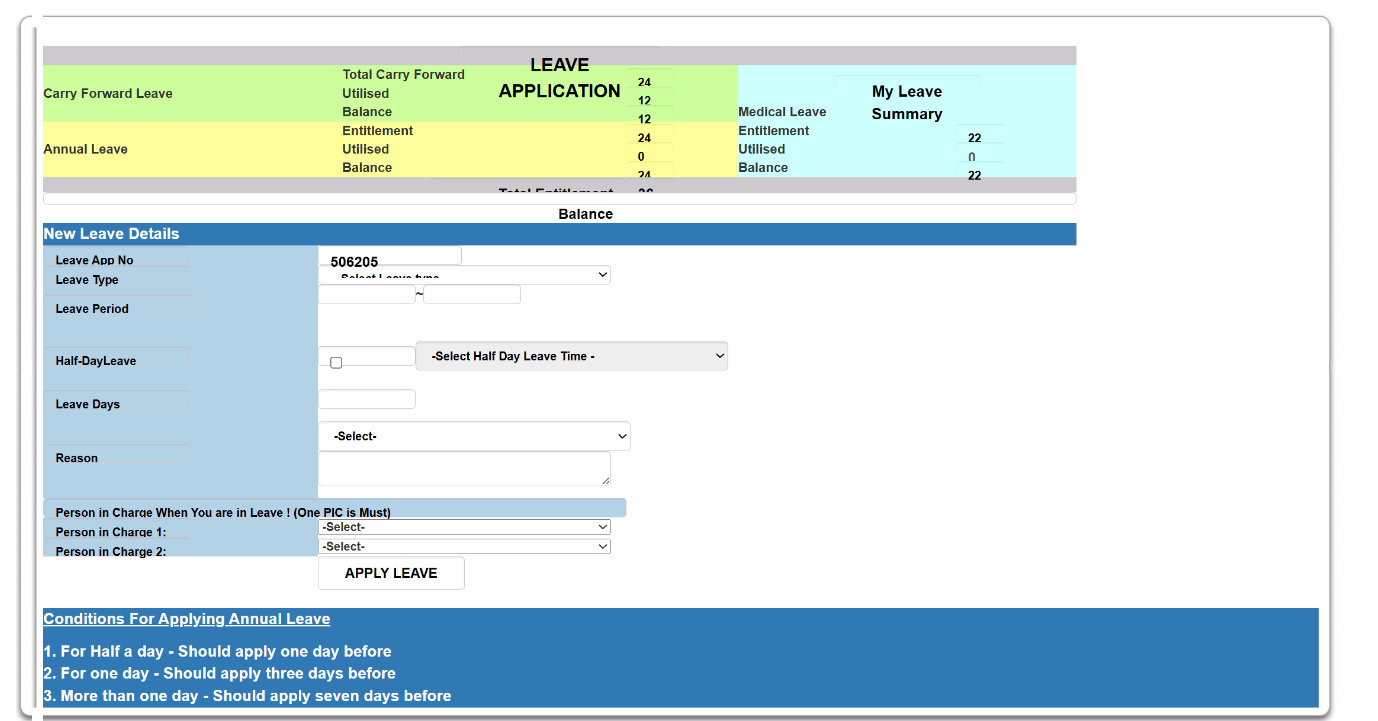 LEAVE
APPLICATION
Carry Forward Leave
Total Carry Forward 24
Utilised 12
Balance 12
Annual Leave
Entitlement 24
Utilised 0
Balance 24
My Leave
Summary
Medical Leave
Entitlement 22
Utilised 0
Balance 22
Total Entitlement
Balance
New Leave Details
Leave App No 506205
Leave Type Select Leave type
Leave Period ~
Half-DayLeave -Select Half Day Leave Time -
Leave Days
-Select-
Reason
Person in Charge When You are in Leave ! (One PIC is Must)
Person in Charge 1: -Select-
Person in Charge 2: -Select-
APPLY LEAVE
Conditions For Applying Annual Leave
1. For Half a day - Should apply one day before
2. For one day - Should apply three days before
3. More than one day - Should apply seven days before